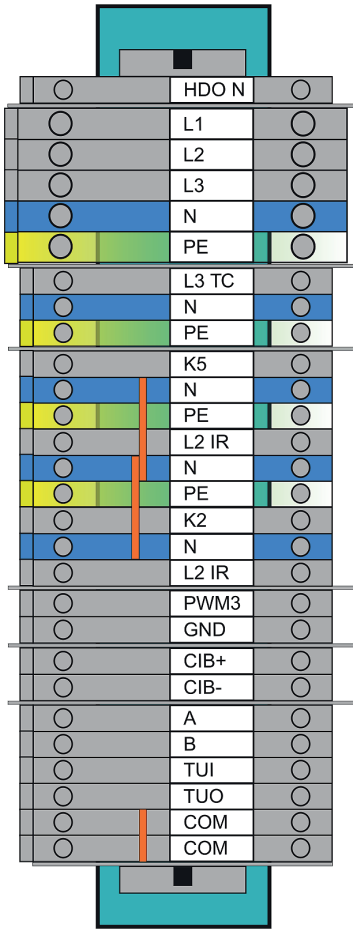 HDO N
L1
L2
L3
N
PE
L3 TC
N
PE
K5
N
PE
L2 IR
N
PE
K2
N
L2 IR
PWM3
GND
CIB+
CIB-
A
B
TUI
TUO
COM
COM